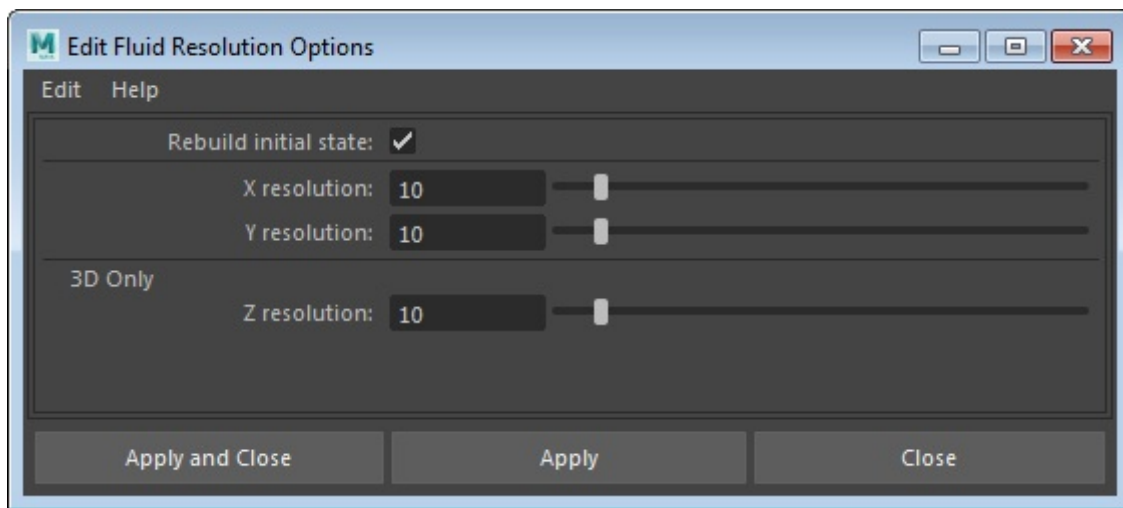 Edit Fluid Resolution Options
Edit Help
Rebuild initial state:
X resolution: 10
Y resolution: 10
3D Only
Z resolution: 10
Apply and Close Apply Close